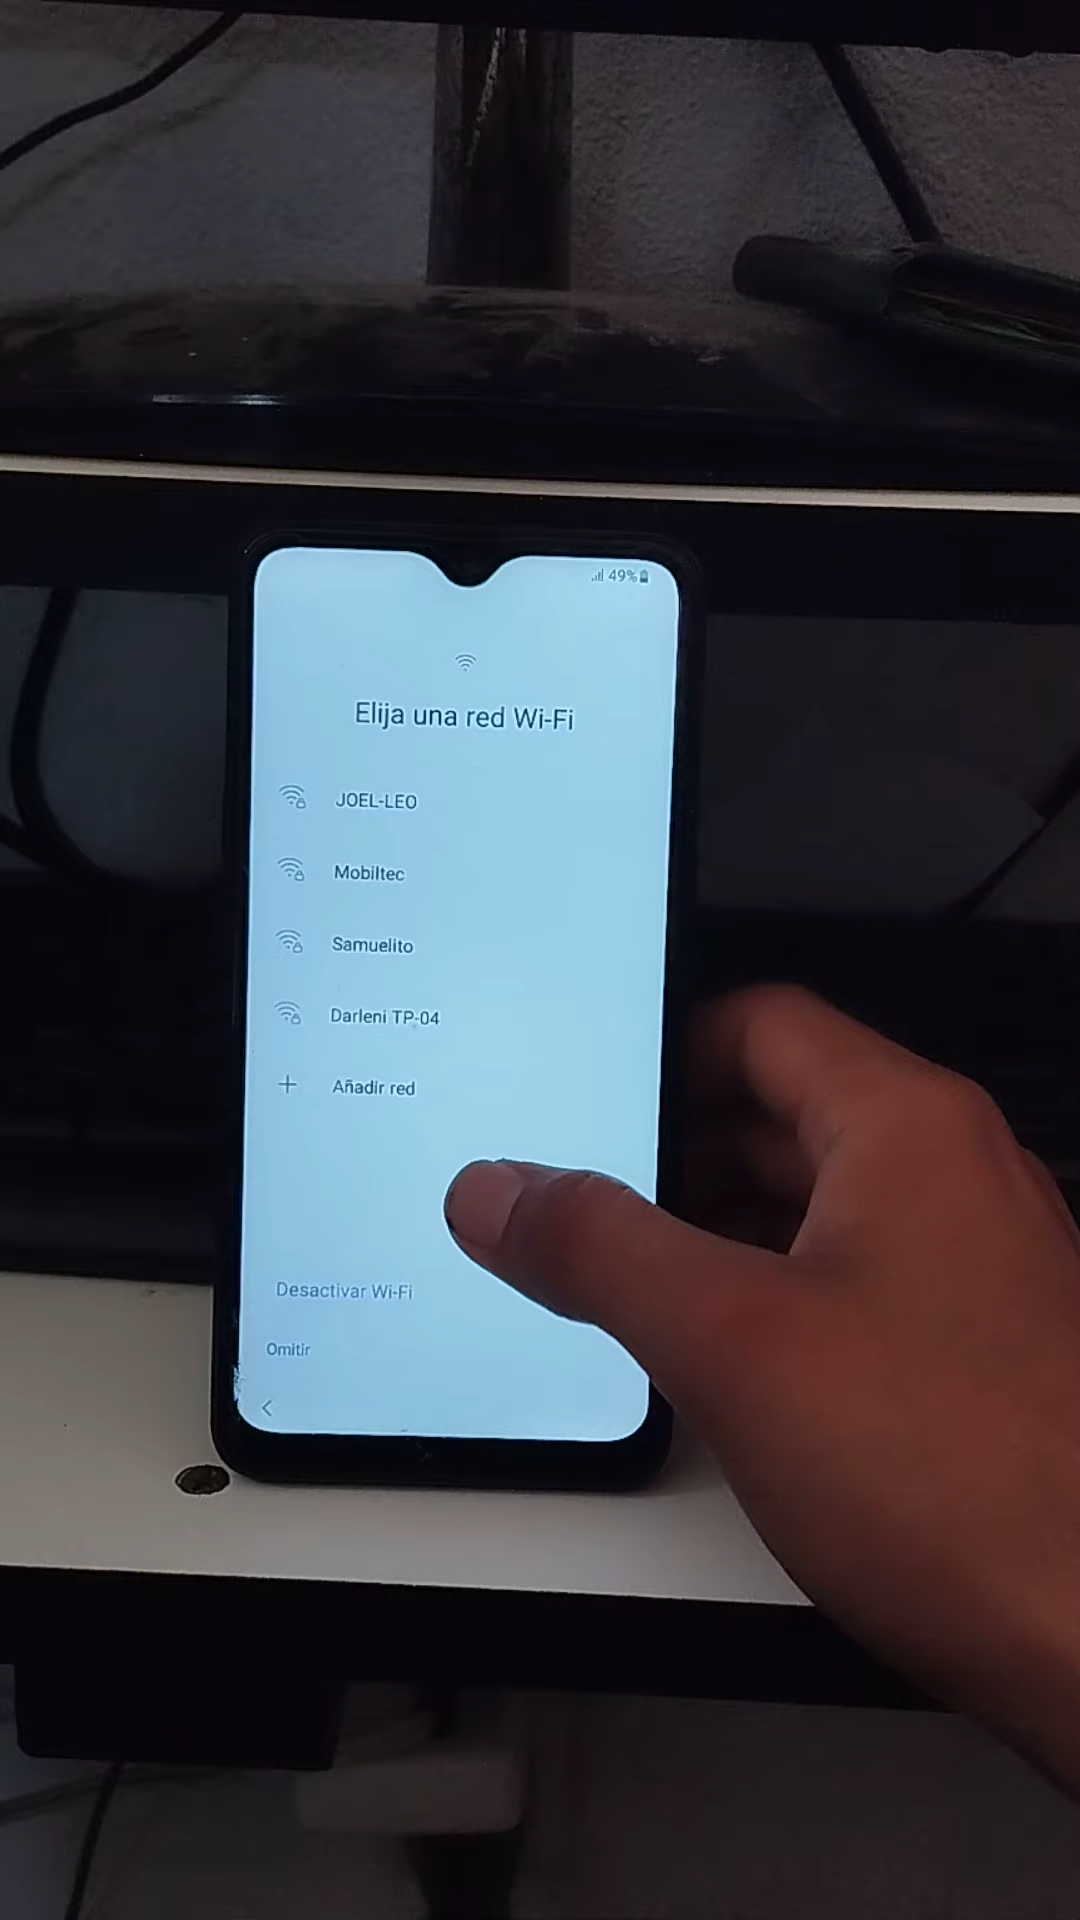 49%
Elija una red Wi-Fi
JOEL-LEO
Mobiltec
Samuelito
Darleni TP-04
Añadir red
Desactivar Wi-Fi
Omitir